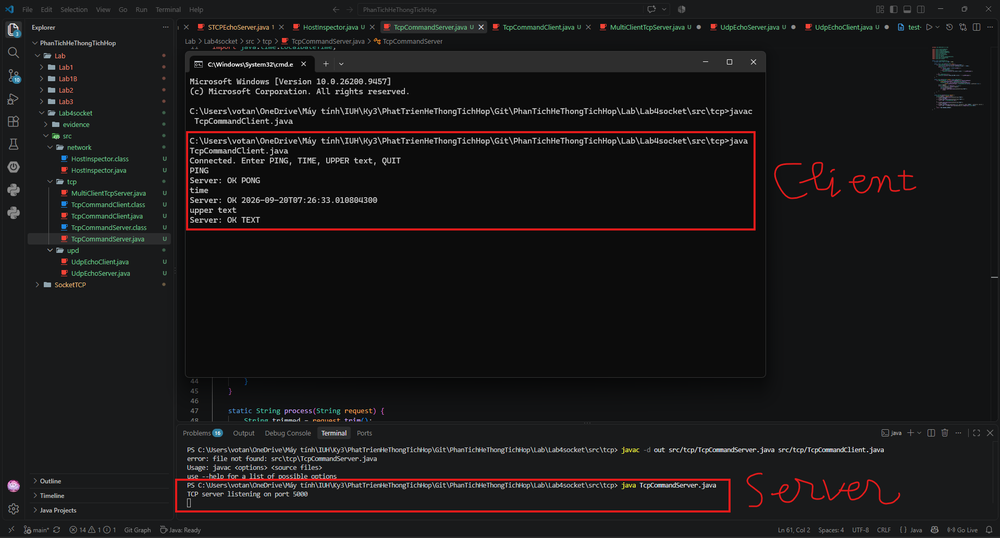 File Edit Selection View Go Run Terminal Help
PhanTichHeThongTichHop
Explorer
PhanTichHeThongTichHop
Lab
Lab1
Lab1B
Lab2
Lab3
Lab4socket
evidence
src
network
HostInspector.class U
HostInspector.java U
tcp
MultiClientTcpServer.java U
TcpCommandClient.class U
TcpCommandClient.java U
TcpCommandServer.class U
TcpCommandServer.java U
upd
UdpEchoClient.java U
UdpEchoServer.java U
SocketTCP
Outline
Timeline
Java Projects
3
10
STCPEchoServer.java 1 HostInspector.java U TcpCommandServer.java U TcpCommandClient.java U MultiClientTcpServer.java U UdpEchoServer.java U UdpEchoClient.java U test-
Lab > Lab4socket > src > tcp > TcpCommandServer.java > TcpCommandServer
11 import java.time.LocalDateTime;
C:\Windows\System32\cmd.e
Microsoft Windows [Version 10.0.26200.9457]
(c) Microsoft Corporation. All rights reserved.
C:\Users\votan\OneDrive\Máy tính\IUH\Ky3\PhatTrienHeThongTichHop\Git\PhanTichHeThongTichHop\Lab\Lab4socket\src\tcp>javac
TcpCommandClient.java
C:\Users\votan\OneDrive\Máy tính\IUH\Ky3\PhatTrienHeThongTichHop\Git\PhanTichHeThongTichHop\Lab\Lab4socket\src\tcp>java
TcpCommandClient.java
Connected. Enter PING, TIME, UPPER text, QUIT
PING
Server: OK PONG
time
Server: OK 2026-09-20T07:26:33.010804300
upper text
Server: OK TEXT
Client
44 }
45 }
46
47 static String process(String request) {
48 String trimmed = request.trim();
Problems 16 Output Debug Console Terminal Ports
java
PS C:\Users\votan\OneDrive\Máy tính\IUH\Ky3\PhatTrienHeThongTichHop\Git\PhanTichHeThongTichHop\Lab\Lab4socket\src\tcp> javac -d out src/tcp/TcpCommandServer.java src/tcp/TcpCommandClient.java
error: file not found: src\tcp\TcpCommandServer.java
Usage: javac <options> <source files>
use --help for a list of possible options
PS C:\Users\votan\OneDrive\Máy tính\IUH\Ky3\PhatTrienHeThongTichHop\Git\PhanTichHeThongTichHop\Lab\Lab4socket\src\tcp> java TcpCommandServer.java
TCP server listening on port 5000
Server
main* 14 1 1 Git Graph Java: Ready
Ln 61, Col 2 Spaces: 4 UTF-8 CRLF { } Java Go Live